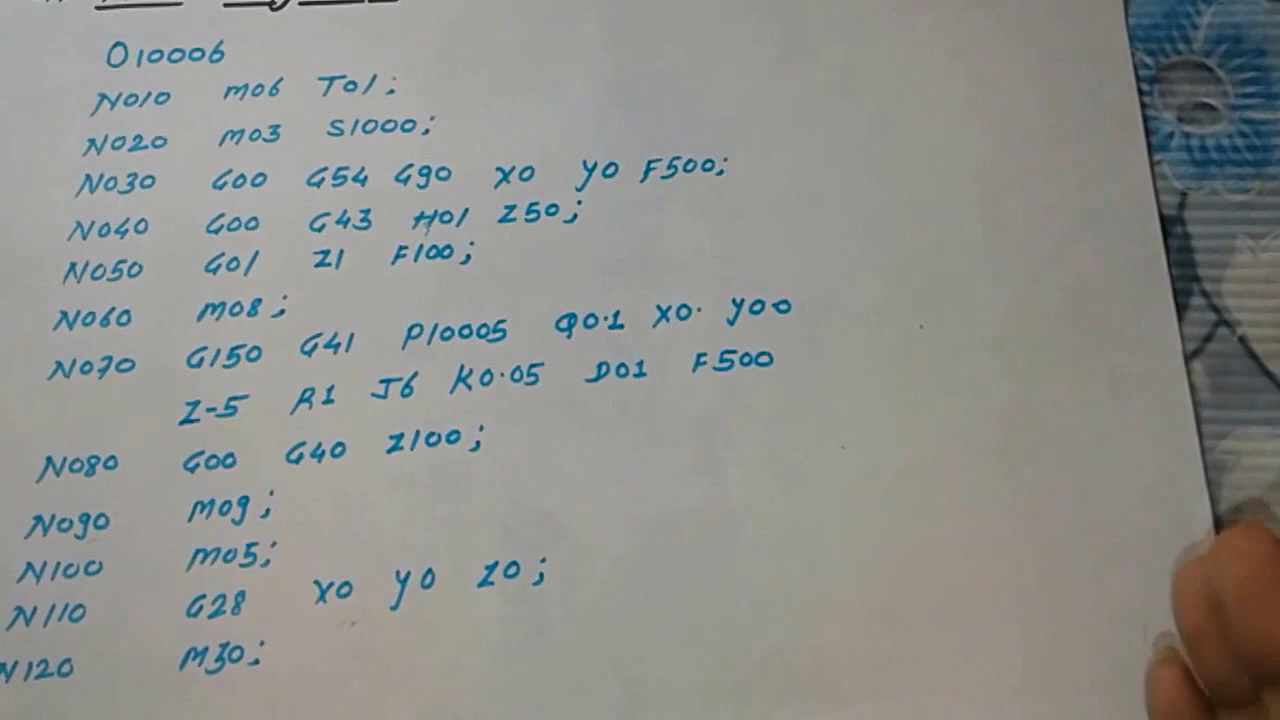 O10006
N010 M06 T01;
N020 M03 S1000;
N030 G00 G54 G90 X0 Y0 F500;
N040 G00 G43 H01 Z50;
N050 G01 Z1 F100;
N060 M08;
N070 G150 G41 P10005 Q0.1 X0. Y00
Z-5 R1 J6 K0.05 D01 F500
N080 G00 G40 Z100;
N090 M09;
N100 M05;
N110 G28 X0 Y0 Z0;
N120 M30;